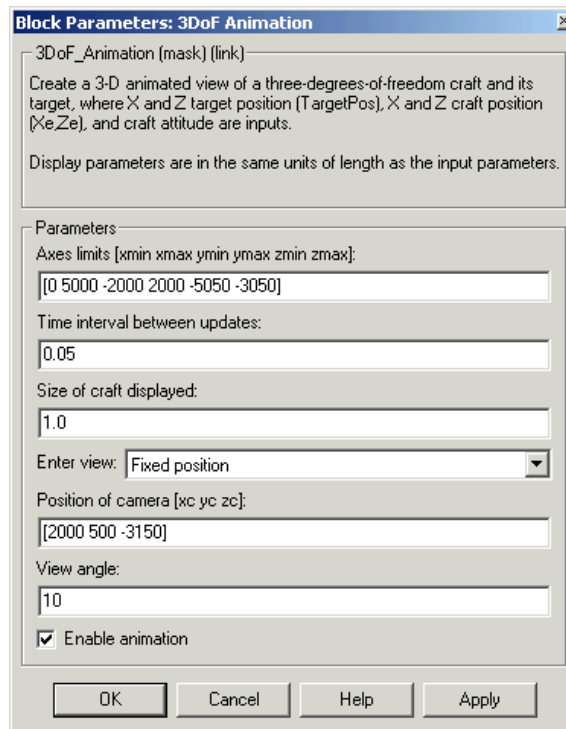 Block Parameters: 3DoF Animation
3DoF_Animation (mask) (link)
Create a 3-D animated view of a three-degrees-of-freedom craft and its
target, where X and Z target position (TargetPos), X and Z craft position
(Xe,Ze), and craft attitude are inputs.
Display parameters are in the same units of length as the input parameters.
Parameters
Axes limits [xmin xmax ymin ymax zmin zmax]:
[0 5000 -2000 2000 -5050 -3050]
Time interval between updates:
0.05
Size of craft displayed:
1.0
Enter view: Fixed position
Position of camera [xc yc zc]:
[2000 500 -3150]
View angle:
10
Enable animation
OK Cancel Help Apply